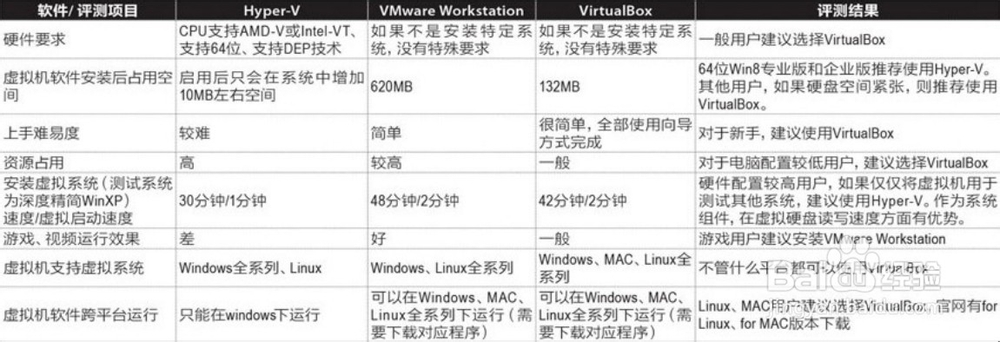 软件/ 评测项目 Hyper-V VMware Workstation VirtualBox 评测结果
硬件要求
CPU支持AMD-V或Intel-VT、
支持64位、支持DEP技术
如果不是安装特定系
统，没有特殊要求
如果不是安装特定系
统，没有特殊要求
一般用户建议选择VirtualBox
虚拟机软件安装后占用空
间
启用后只会在系统中增加
10MB左右空间
620MB
132MB
64位Win8专业版和企业版推荐使用Hyper-V。
其他用户，如果硬盘空间紧张，则推荐使用
VirtualBox。
上手难易度
较难
简单
很简单，全部使用向导
方式完成
对于新手，建议使用VirtualBox
资源占用
高
较高
一般
对于电脑配置较低用户，建议选择VirtualBox
安装虚拟系统（测试系统
为深度精简WinXP）
速度/虚拟启动速度
30分钟/1分钟
48分钟/2分钟
42分钟/2分钟
硬件配置较高用户，如果仅仅将虚拟机用于
测试其他系统，建议使用Hyper-V。作为系统
组件，在虚拟硬盘读写速度方面有优势。
游戏、视频运行效果
差
好
一般
游戏用户建议安装VMware Workstation
虚拟机支持虚拟系统
Windows全系列、Linux
Windows、Linux全系列
Windows、MAC、Linux全
系列
不管什么平台都可以使用VirtualBox
虚拟机软件跨平台运行
只能在windows下运行
可以在Windows、MAC、
Linux全系列下运行（需
要下载对应程序）
可以在Windows、MAC、
Linux全系列下运行（需
要下载对应程序）
Linux、MAC用户建议选择VirtualBox，官网有for
Linux、for MAC版本下载
Baidu经验